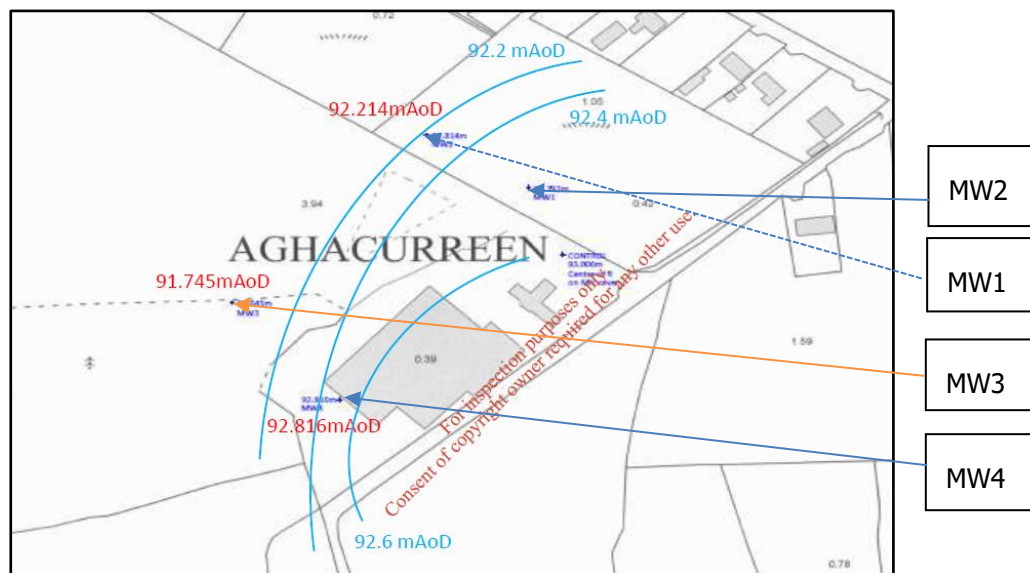 0.72
92.2 mAoD
92.214mAoD
1.05
92.4 mAoD
MW1
3.94
0.42
AGHACURREEN
CONTROL
93.000m
91.745mAoD
MW3
0.39
1.59
92.816mAoD
92.6 mAoD
0.78
For inspection purposes only.
Consent of copyright owner required for any other use.
MW2
MW1
MW3
MW4